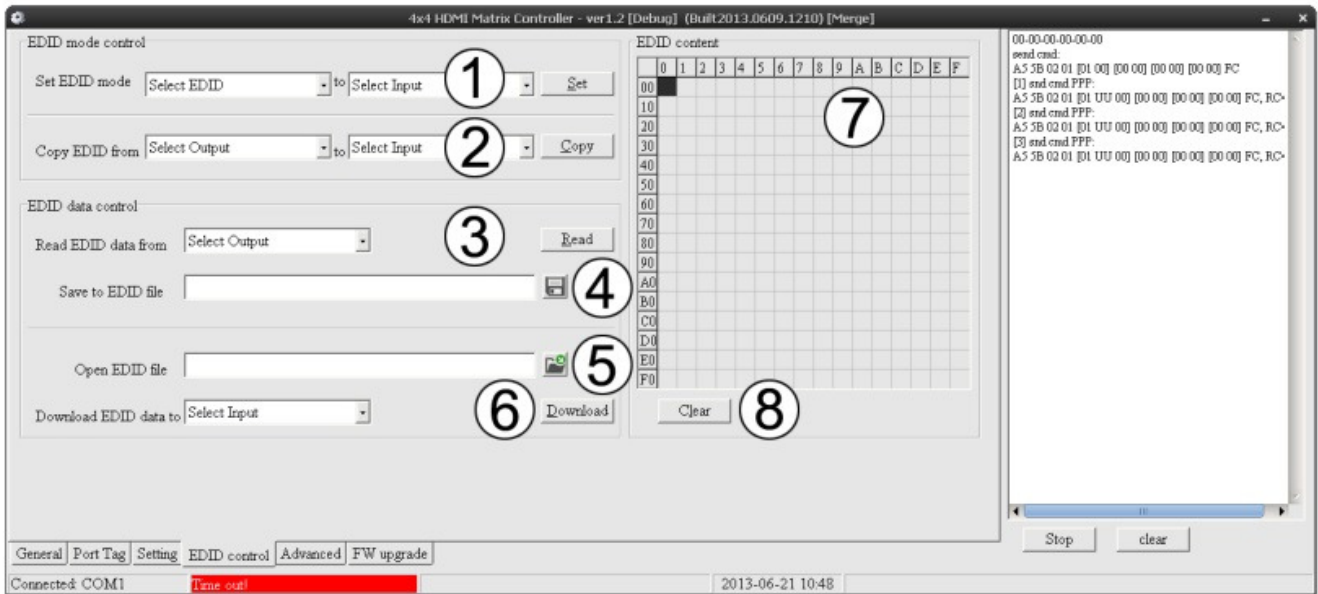 4x4 HDMI Matrix Controller - ver1.2 [Debug] (Built2013.0609.1210) [Merge]
EDID mode control
Set EDID mode Select EDID to Select Input 1 Set
Copy EDID from Select Output to Select Input 2 Copy
EDID data control
Read EDID data from Select Output 3 Read
Save to EDID file 4
Open EDID file 5
Download EDID data to Select Input 6 Download
EDID content
0 1 2 3 4 5 6 7 8 9 A B C D E F
00
10
20
30
40
50
60
70
80
90
A0
B0
C0
D0
E0
F0
7
Clear 8
00-00-00-00-00-00
send cmd:
A5 5B 02 01 [01 00] [00 00] [00 00] [00 00] FC
[1] snd cmd PPP:
A5 5B 02 01 [01 UU 00] [00 00] [00 00] [00 00] FC, RC
[2] snd cmd PPP:
A5 5B 02 01 [01 UU 00] [00 00] [00 00] [00 00] FC, RC
[3] snd cmd PPP:
A5 5B 02 01 [01 UU 00] [00 00] [00 00] [00 00] FC, RC
Stop clear
General Port Tag Setting EDID control Advanced FW upgrade
Connected: COM1 Time out! 2013-06-21 10:48